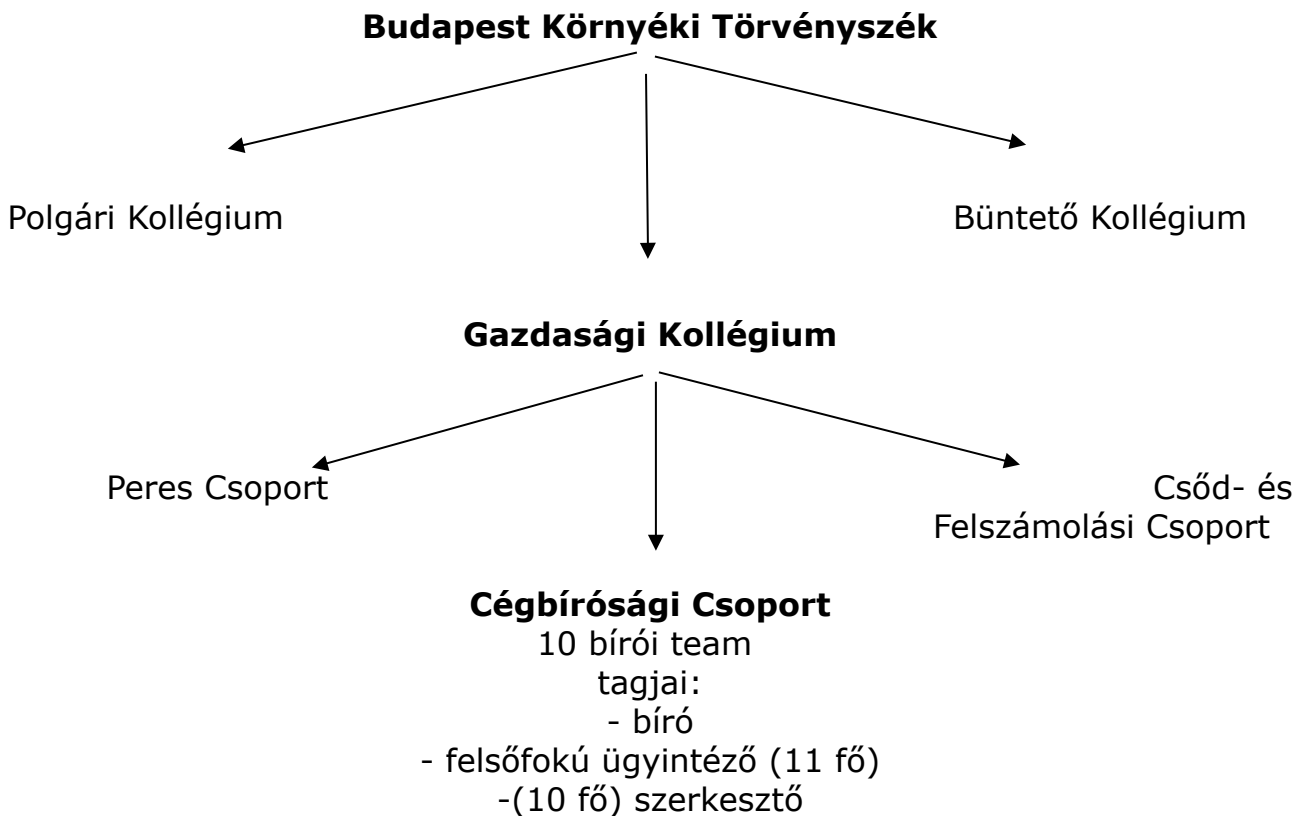 Budapest Környéki Törvényszék
Polgári Kollégium
Büntető Kollégium
Gazdasági Kollégium
Peres Csoport
Csőd- és
Felszámolási Csoport
Cégbírósági Csoport
10 bírói team
tagjai:
- bíró
- felsőfokú ügyintéző (11 fő)
-(10 fő) szerkesztő